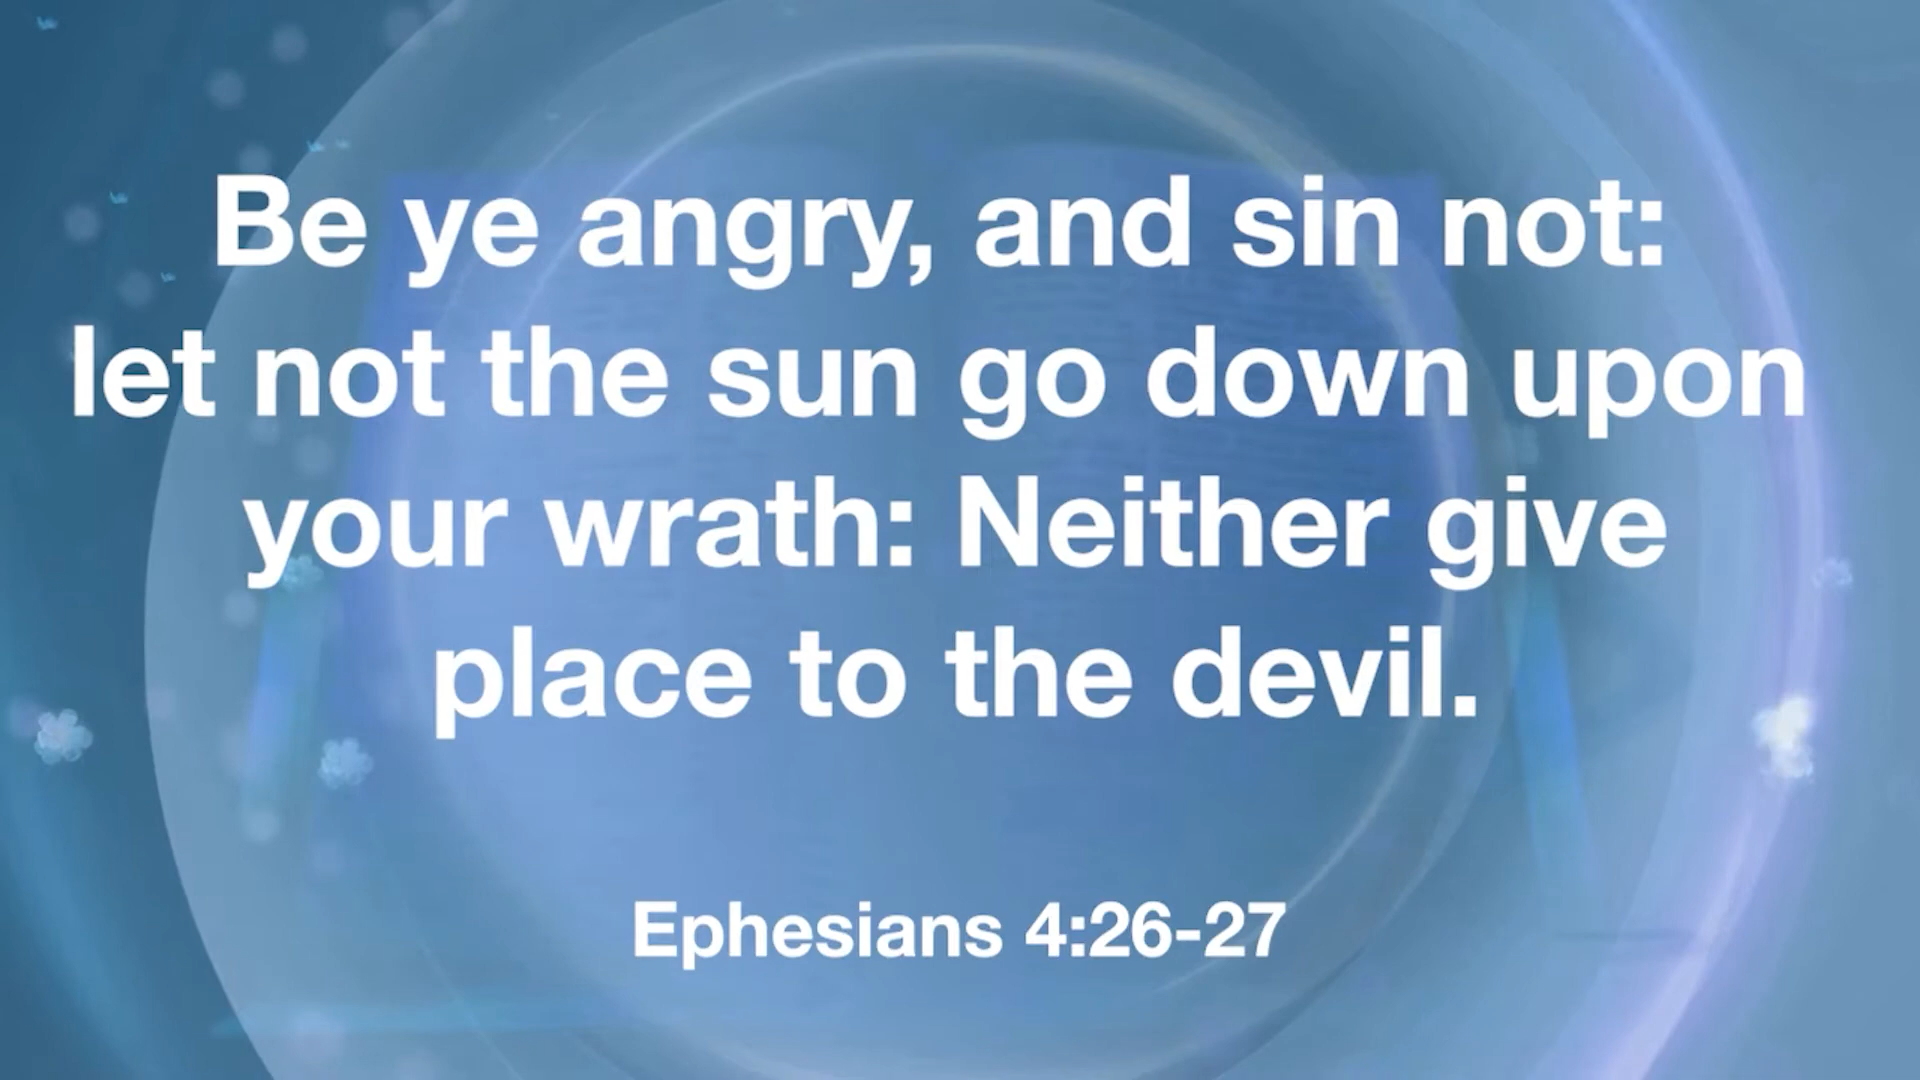 Be ye angry, and sin not:
let not the sun go down upon
your wrath: Neither give
place to the devil.
Ephesians 4:26-27